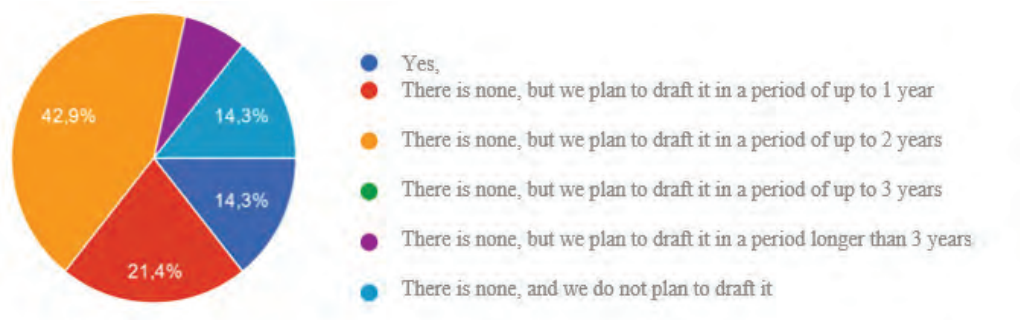 42,9%
14,3%
14,3%
21,4%
Yes,
There is none, but we plan to draft it in a period of up to 1 year
There is none, but we plan to draft it in a period of up to 2 years
There is none, but we plan to draft it in a period of up to 3 years
There is none, but we plan to draft it in a period longer than 3 years
There is none, and we do not plan to draft it